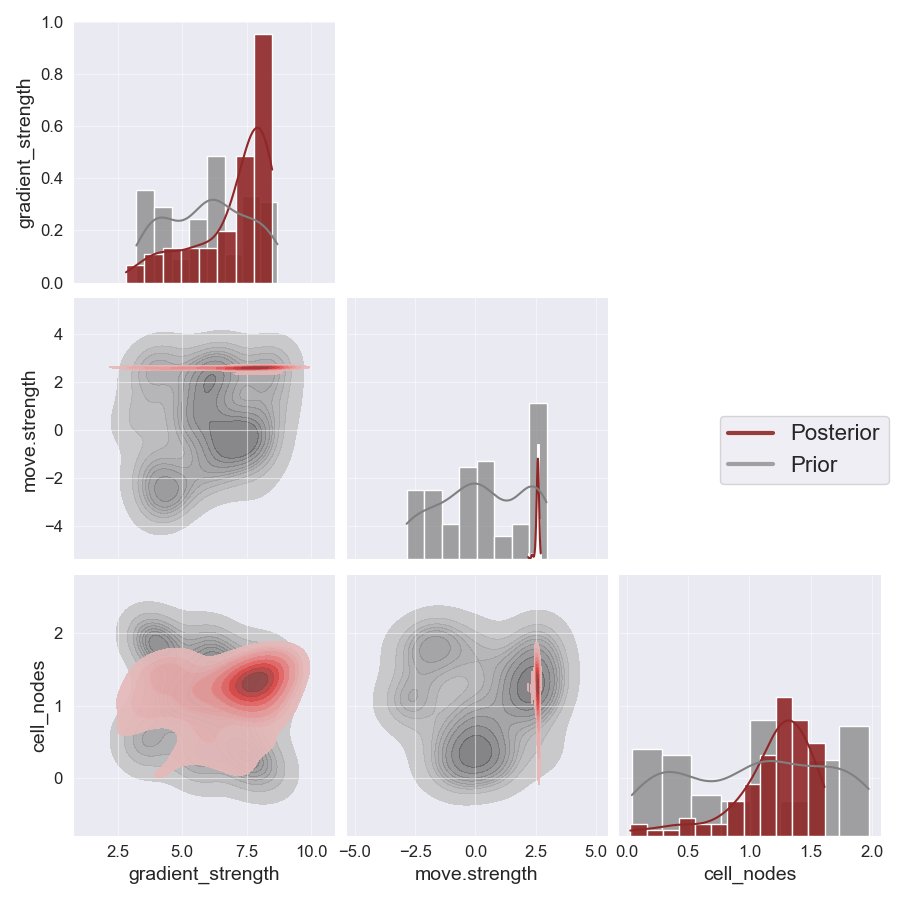 1.0
0.8
0.6
0.4
0.2
0.0
gradient_strength
4
2
0
−2
−4
move.strength
Posterior
Prior
2
1
0
cell_nodes
2.5 5.0 7.5 10.0
−5.0 −2.5 0.0 2.5 5.0
0.0 0.5 1.0 1.5 2.0
gradient_strength
move.strength
cell_nodes